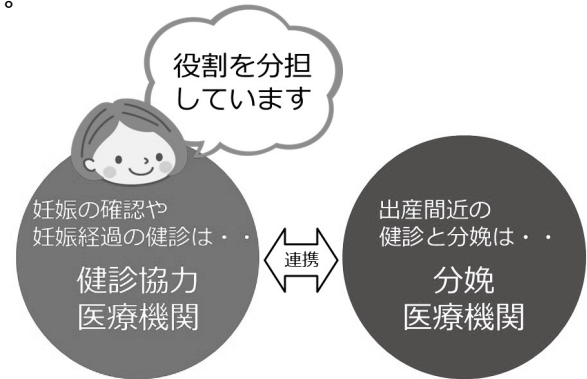 。
役割を分担
しています
妊娠の確認や
妊娠経過の健診は・・
健診協力
医療機関
連携
出産間近の
健診と分娩は・・
分娩
医療機関